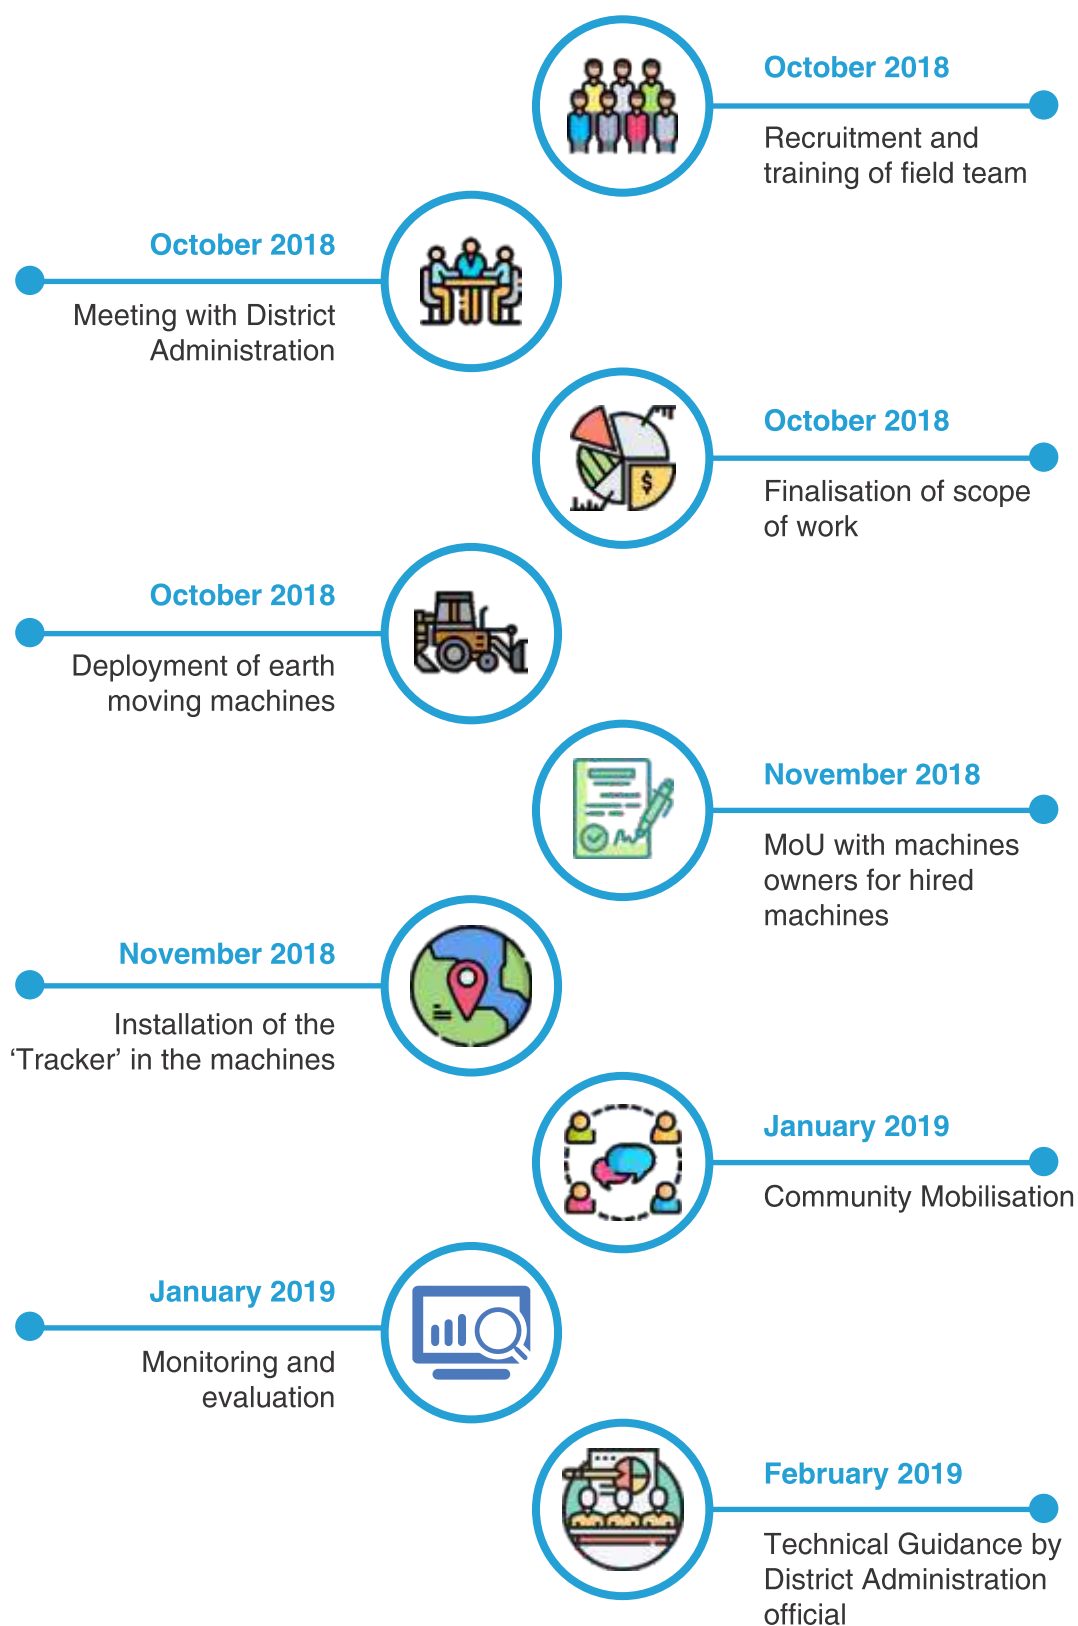 October 2018
Recruitment and
training of field team
October 2018
Meeting with District
Administration
October 2018
Finalisation of scope
of work
$
October 2018
Deployment of earth
moving machines
November 2018
MoU with machines
owners for hired
machines
November 2018
Installation of the
‘Tracker’ in the machines
January 2019
Community Mobilisation
January 2019
Monitoring and
evaluation
February 2019
Technical Guidance by
District Administration
official